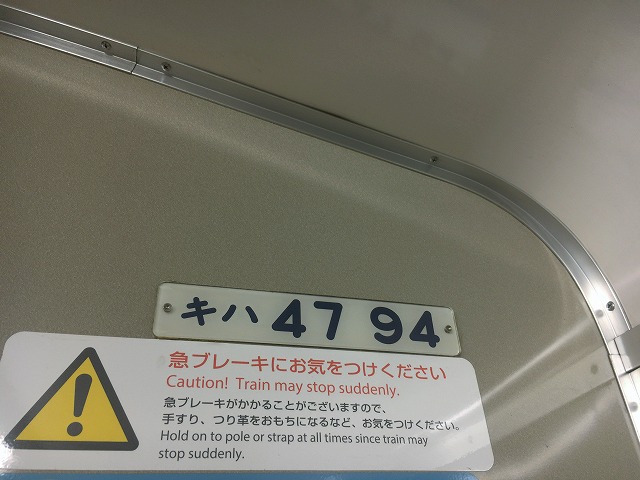 キハ 47 94
急ブレーキにお気をつけください
Caution! Train may stop suddenly.
急ブレーキがかかることがございますので、
手すり、つり革をおもちになるなど、お気をつけください。
Hold on to pole or strap at all times since train may
stop suddenly.